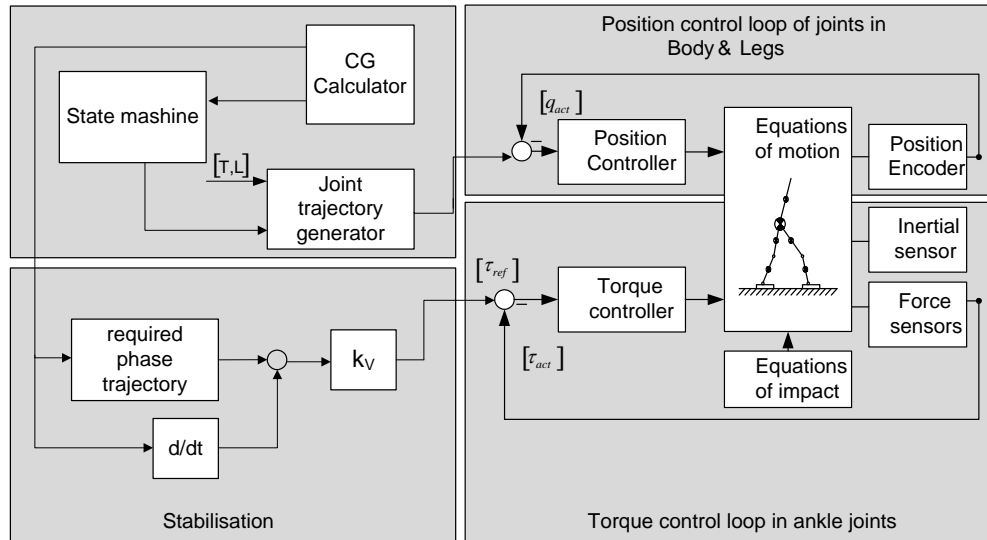 CG
Calculator
State mashine
[T,L]
Joint
trajectory
generator
Position control loop of joints in
Body & Legs
[q_act]
–
Position
Controller
Equations
of motion
Position
Encoder
Inertial
sensor
[τ_ref]
–
Torque
controller
Force
sensors
[τ_act]
Equations
of impact
Torque control loop in ankle joints
required
phase
trajectory
k_V
d/dt
Stabilisation